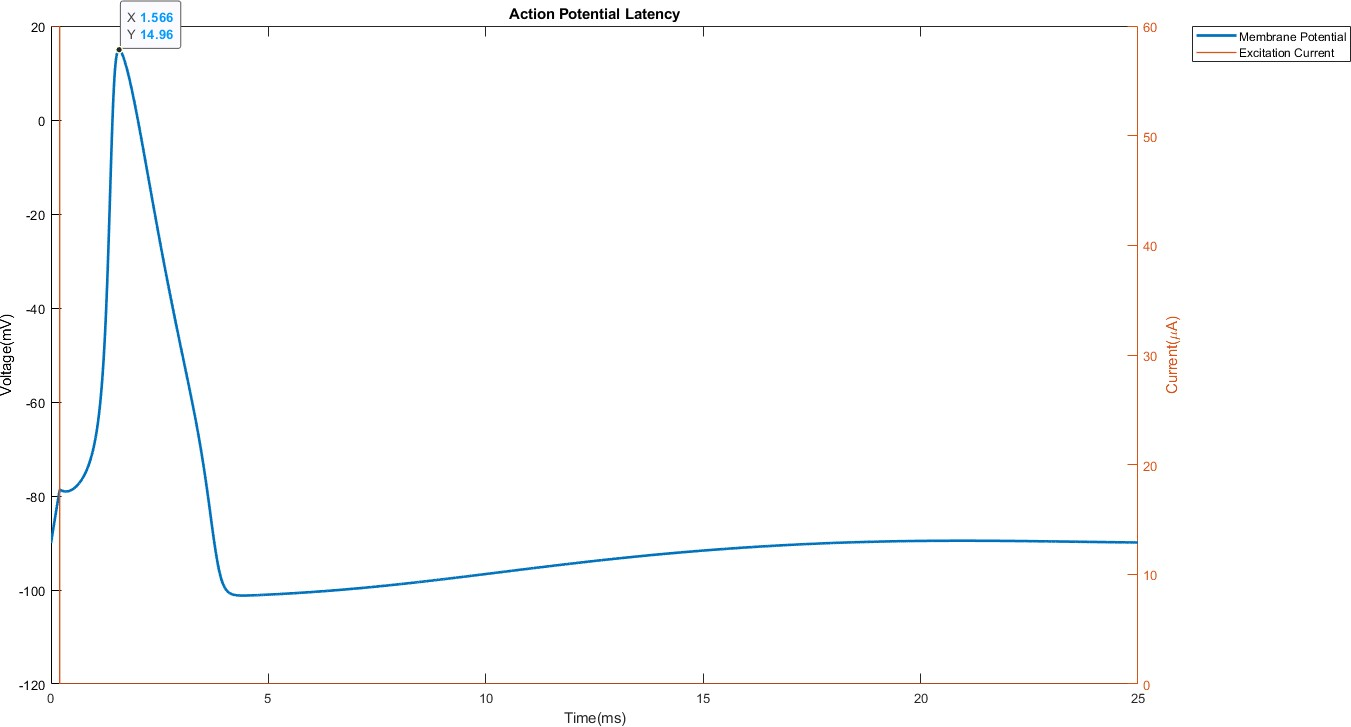 Action Potential Latency
X 1.566
Y 14.96
Membrane Potential
Excitation Current
20
0
-20
-40
-60
-80
-100
-120
Voltage(mV)
60
50
40
30
20
10
0
Current(μA)
0 5 10 15 20 25
Time(ms)